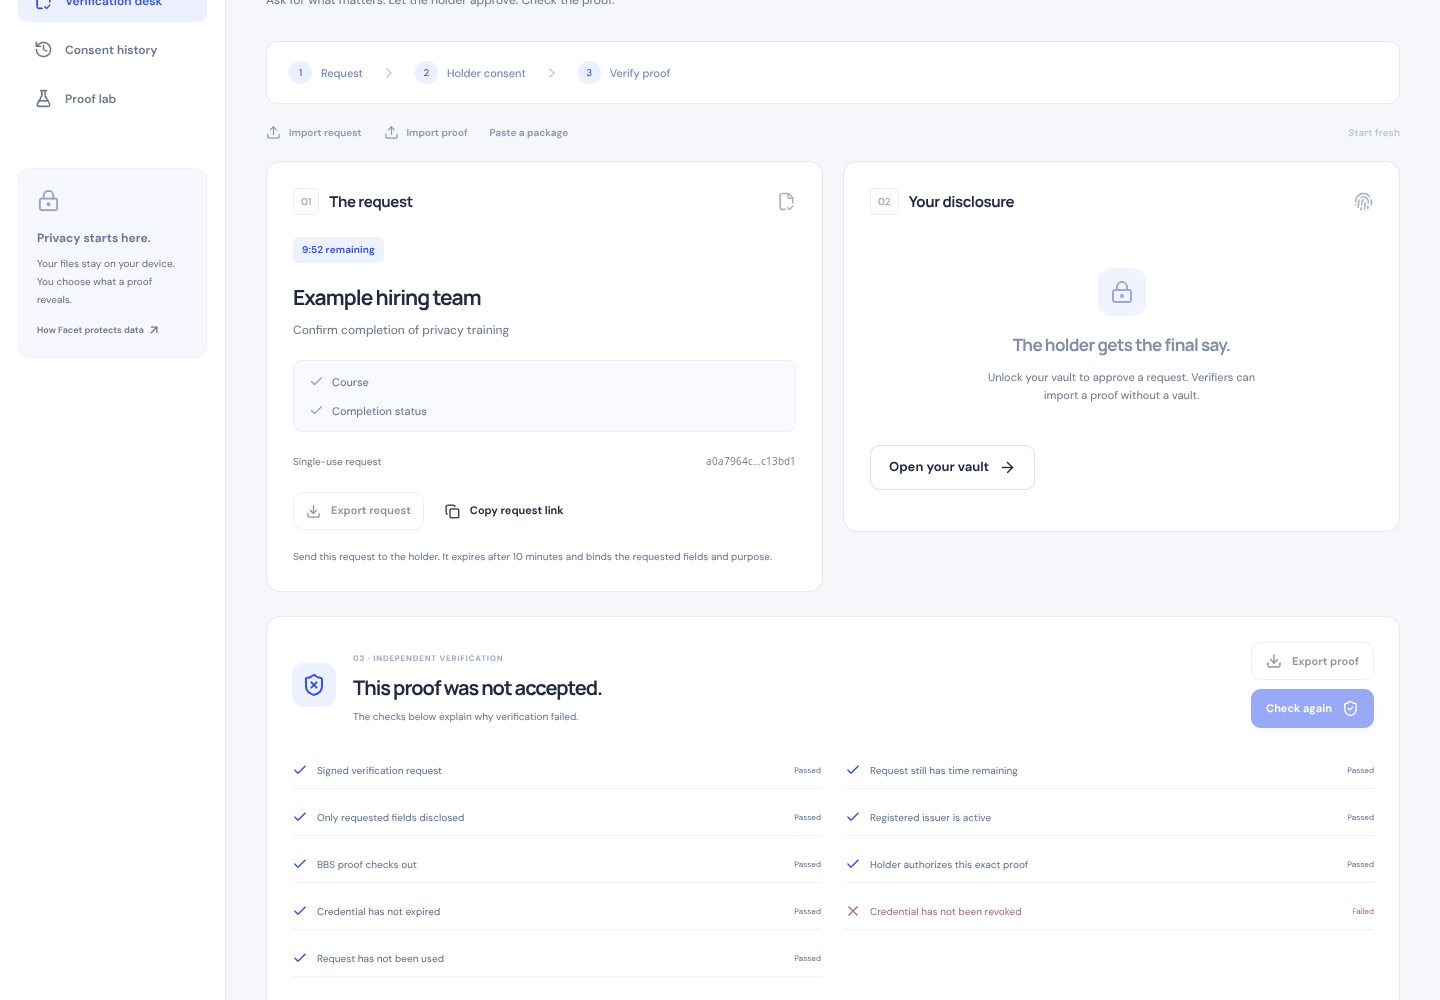 Verification desk
Consent history
Proof lab
Privacy starts here.
Your files stay on your device.
You choose what a proof
reveals.
How Facet protects data
Ask for what matters. Let the holder approve. Check the proof.
1 Request
2 Holder consent
3 Verify proof
Import request
Import proof
Paste a package
Start fresh
01 The request
9:52 remaining
Example hiring team
Confirm completion of privacy training
Course
Completion status
Single-use request a0a7964c...c13bd1
Export request
Copy request link
Send this request to the holder. It expires after 10 minutes and binds the requested fields and purpose.
02 Your disclosure
The holder gets the final say.
Unlock your vault to approve a request. Verifiers can
import a proof without a vault.
Open your vault
03 · INDEPENDENT VERIFICATION
This proof was not accepted.
The checks below explain why verification failed.
Export proof
Check again
Signed verification request Passed
Request still has time remaining Passed
Only requested fields disclosed Passed
Registered issuer is active Passed
BBS proof checks out Passed
Holder authorizes this exact proof Passed
Credential has not expired Passed
Credential has not been revoked Failed
Request has not been used Passed